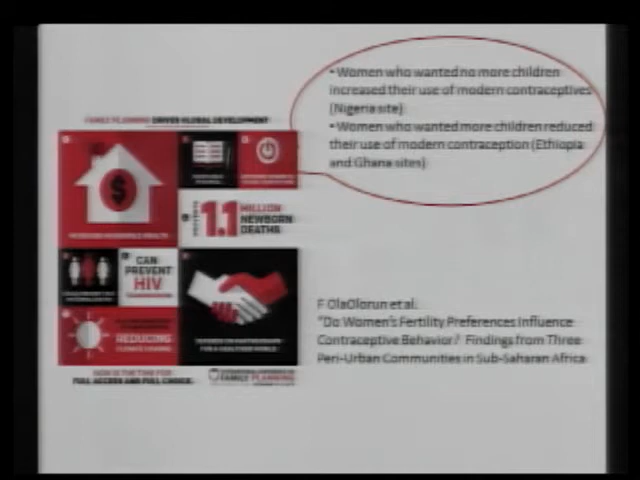 FAMILY PLANNING DRIVES GLOBAL DEVELOPMENT
1.1 MILLION
NEWBORN
DEATHS
CAN
PREVENT
HIV
REDUCING
NOW IS THE TIME FOR
FULL ACCESS AND FULL CHOICE.
FAMILY PLANNING
• Women who wanted no more children
increased their use of modern contraceptives
(Nigeria site)
• Women who wanted more children reduced
their use of modern contraception (Ethiopia
and Ghana sites)
F OlaOlorun et al.
"Do Women's Fertility Preferences Influence
Contraceptive Behavior? Findings from Three
Peri-Urban Communities in Sub-Saharan Africa